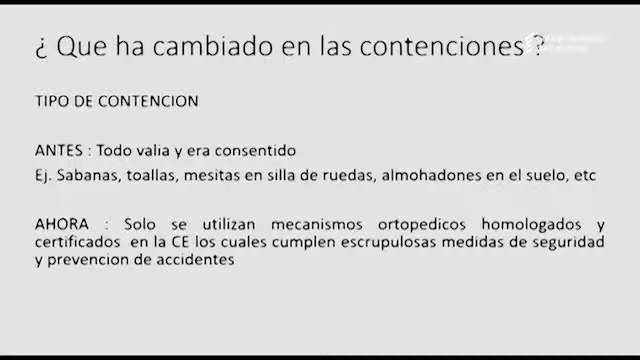 ¿ Que ha cambiado en las contenciones ?
TIPO DE CONTENCION
ANTES : Todo valia y era consentido
Ej. Sabanas, toallas, mesitas en silla de ruedas, almohadones en el suelo, etc
AHORA : Solo se utilizan mecanismos ortopedicos homologados y
certificados en la CE los cuales cumplen escrupulosas medidas de seguridad
y prevencion de accidentes